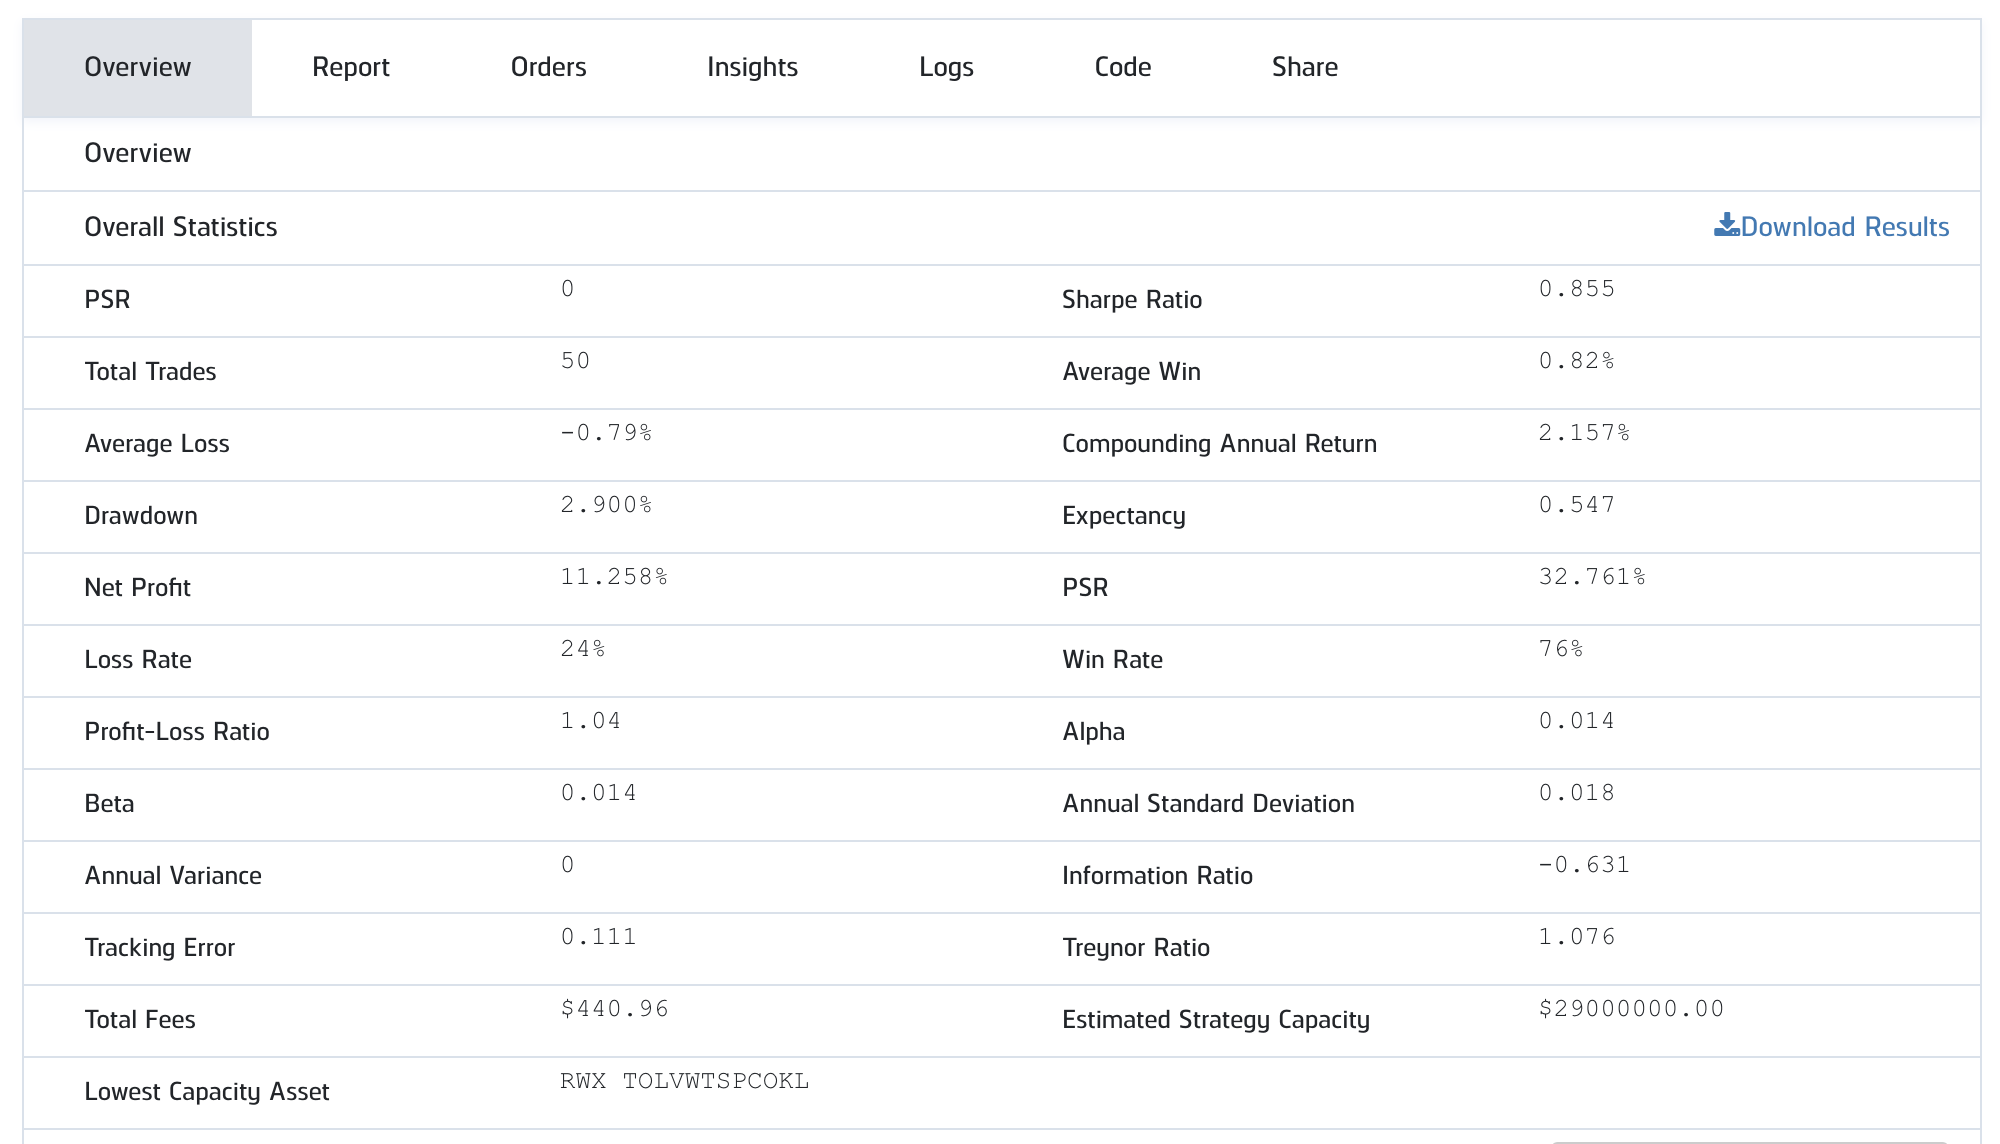 Overview Report Orders Insights Logs Code Share
Overview
Overall Statistics Download Results
PSR 0 Sharpe Ratio 0.855
Total Trades 50 Average Win 0.82%
Average Loss -0.79% Compounding Annual Return 2.157%
Drawdown 2.900% Expectancy 0.547
Net Profit 11.258% PSR 32.761%
Loss Rate 24% Win Rate 76%
Profit-Loss Ratio 1.04 Alpha 0.014
Beta 0.014 Annual Standard Deviation 0.018
Annual Variance 0 Information Ratio -0.631
Tracking Error 0.111 Treynor Ratio 1.076
Total Fees $440.96 Estimated Strategy Capacity $29000000.00
Lowest Capacity Asset RWX TOLVWTSPCOKL